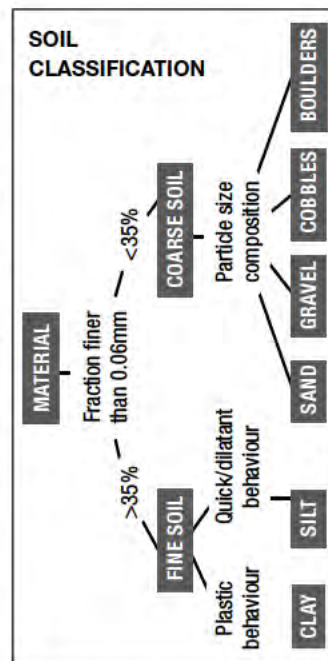 SOIL
CLASSIFICATION
MATERIAL
Fraction finer
than 0.06mm
>35%
<35%
FINE SOIL
COARSE SOIL
Plastic
behaviour
Quick/dilatant
behaviour
Particle size
composition
CLAY
SILT
SAND
GRAVEL
COBBLES
BOULDERS